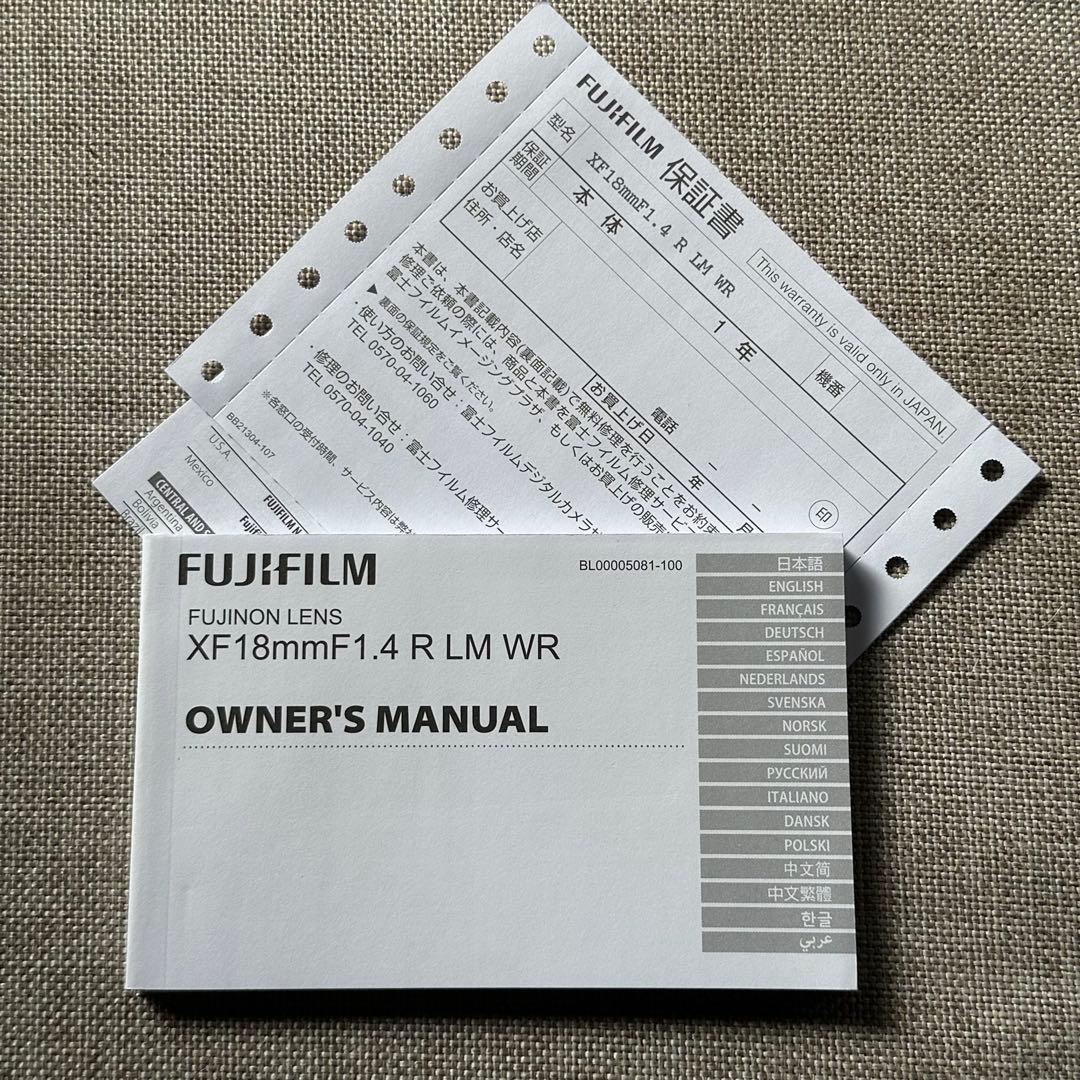 FUJIFILM 保証書
This warranty is valid only in JAPAN.
型名
XF18mmF1.4 R LM WR
機番
保証
期間
本 体
1 年
お買上げ店
住所・店名
電話
お買上げ日
年
月
印
本書は、本書記載内容(裏面記載)で無料修理を行うことをお約束
修理ご依頼の際には、商品と本書を富士フイルム修理サービ
富士フイルムイメージングプラザ、もしくはお買上げの販売
▶ 裏面の保証規定をご覧ください。
・使い方のお問い合せ：富士フイルムデジタルカメラサ
TEL 0570-04-1060
・修理のお問い合せ：富士フイルム修理サー
TEL 0570-04-1040
※各窓口の受付時間、サービス内容は
BB21304-107
U.S.A.
Mexico
CENTRAL AND
Argentina
Bolivia
FUJIFILM N
FUJIFILM
BL00005081-100
FUJINON LENS
XF18mmF1.4 R LM WR
OWNER'S MANUAL
日本語
ENGLISH
FRANÇAIS
DEUTSCH
ESPAÑOL
NEDERLANDS
SVENSKA
NORSK
SUOMI
РУССКИЙ
ITALIANO
DANSK
POLSKI
中文简
中文繁體
한글
عربي